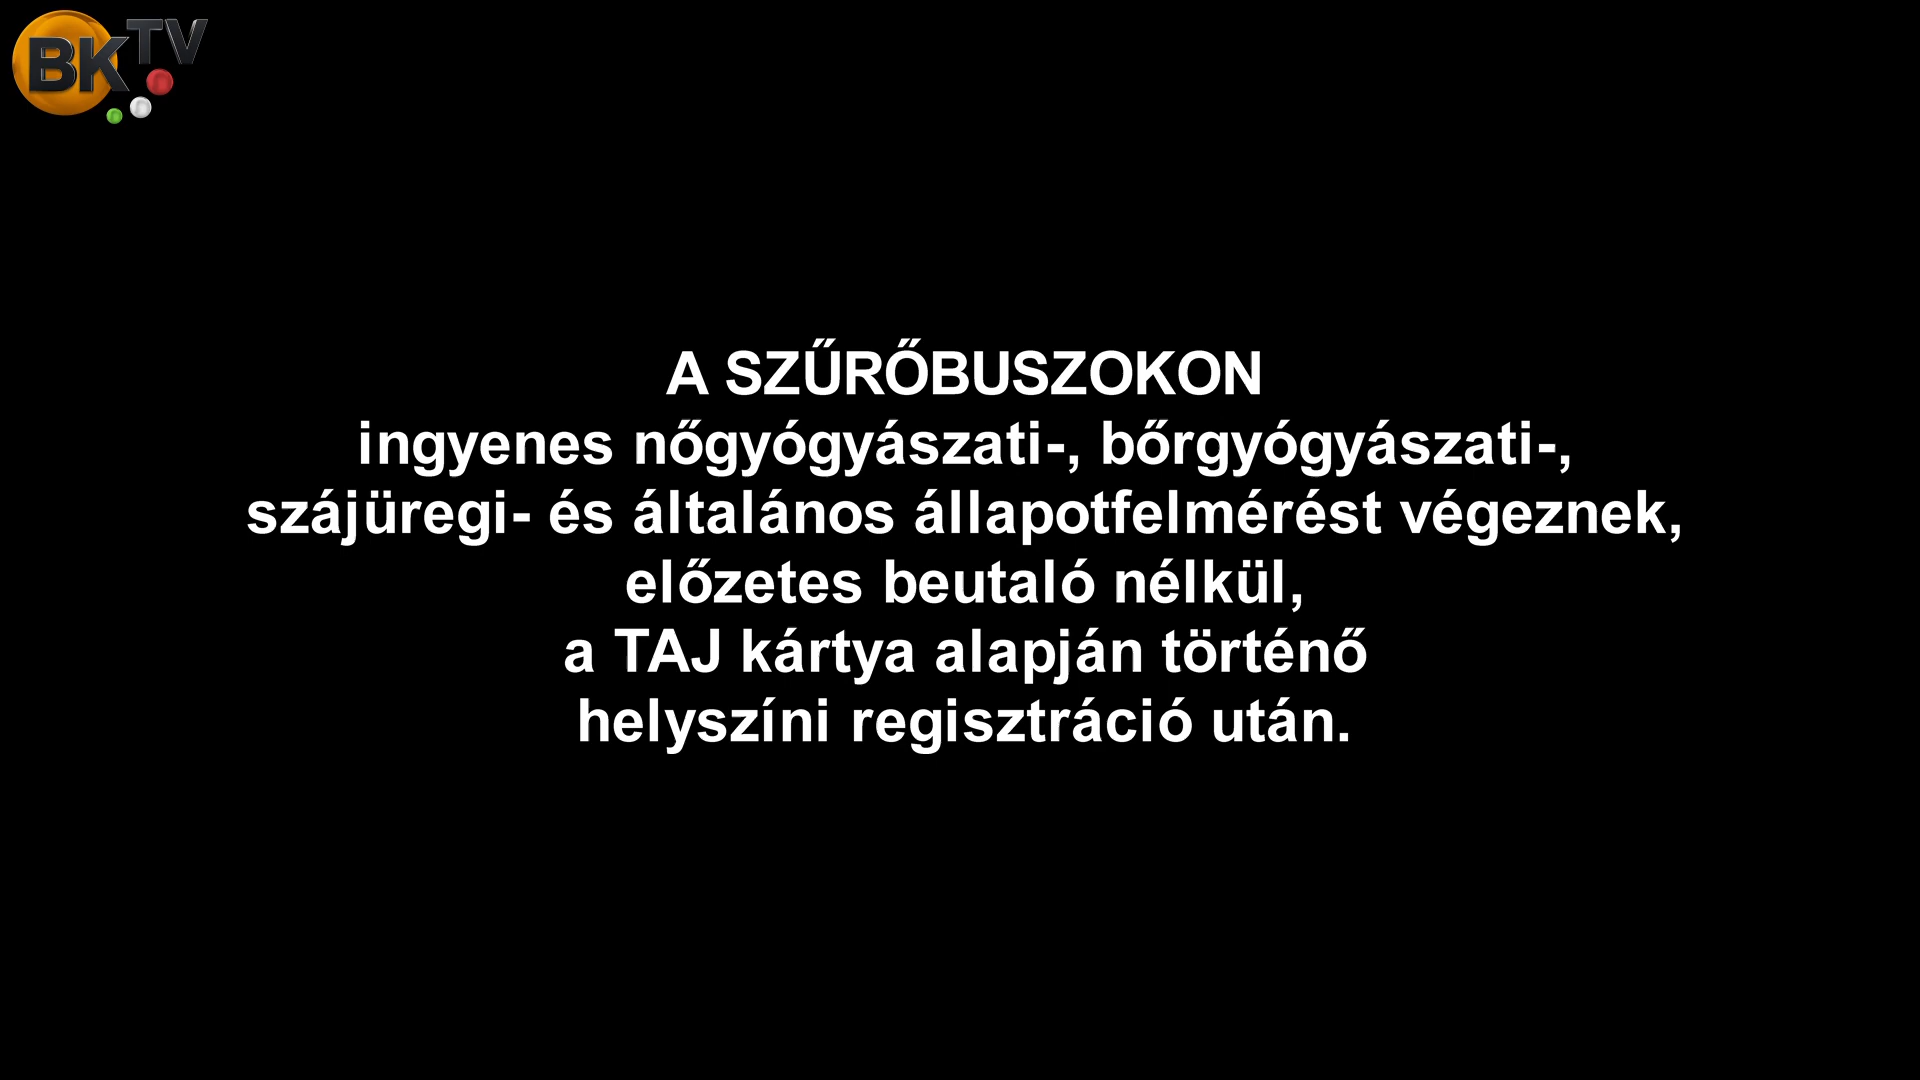 BKTV
A SZŰRŐBUSZOKON
ingyenes nőgyógyászati-, bőrgyógyászati-,
szájüregi- és általános állapotfelmérést végeznek,
előzetes beutaló nélkül,
a TAJ kártya alapján történő
helyszíni regisztráció után.